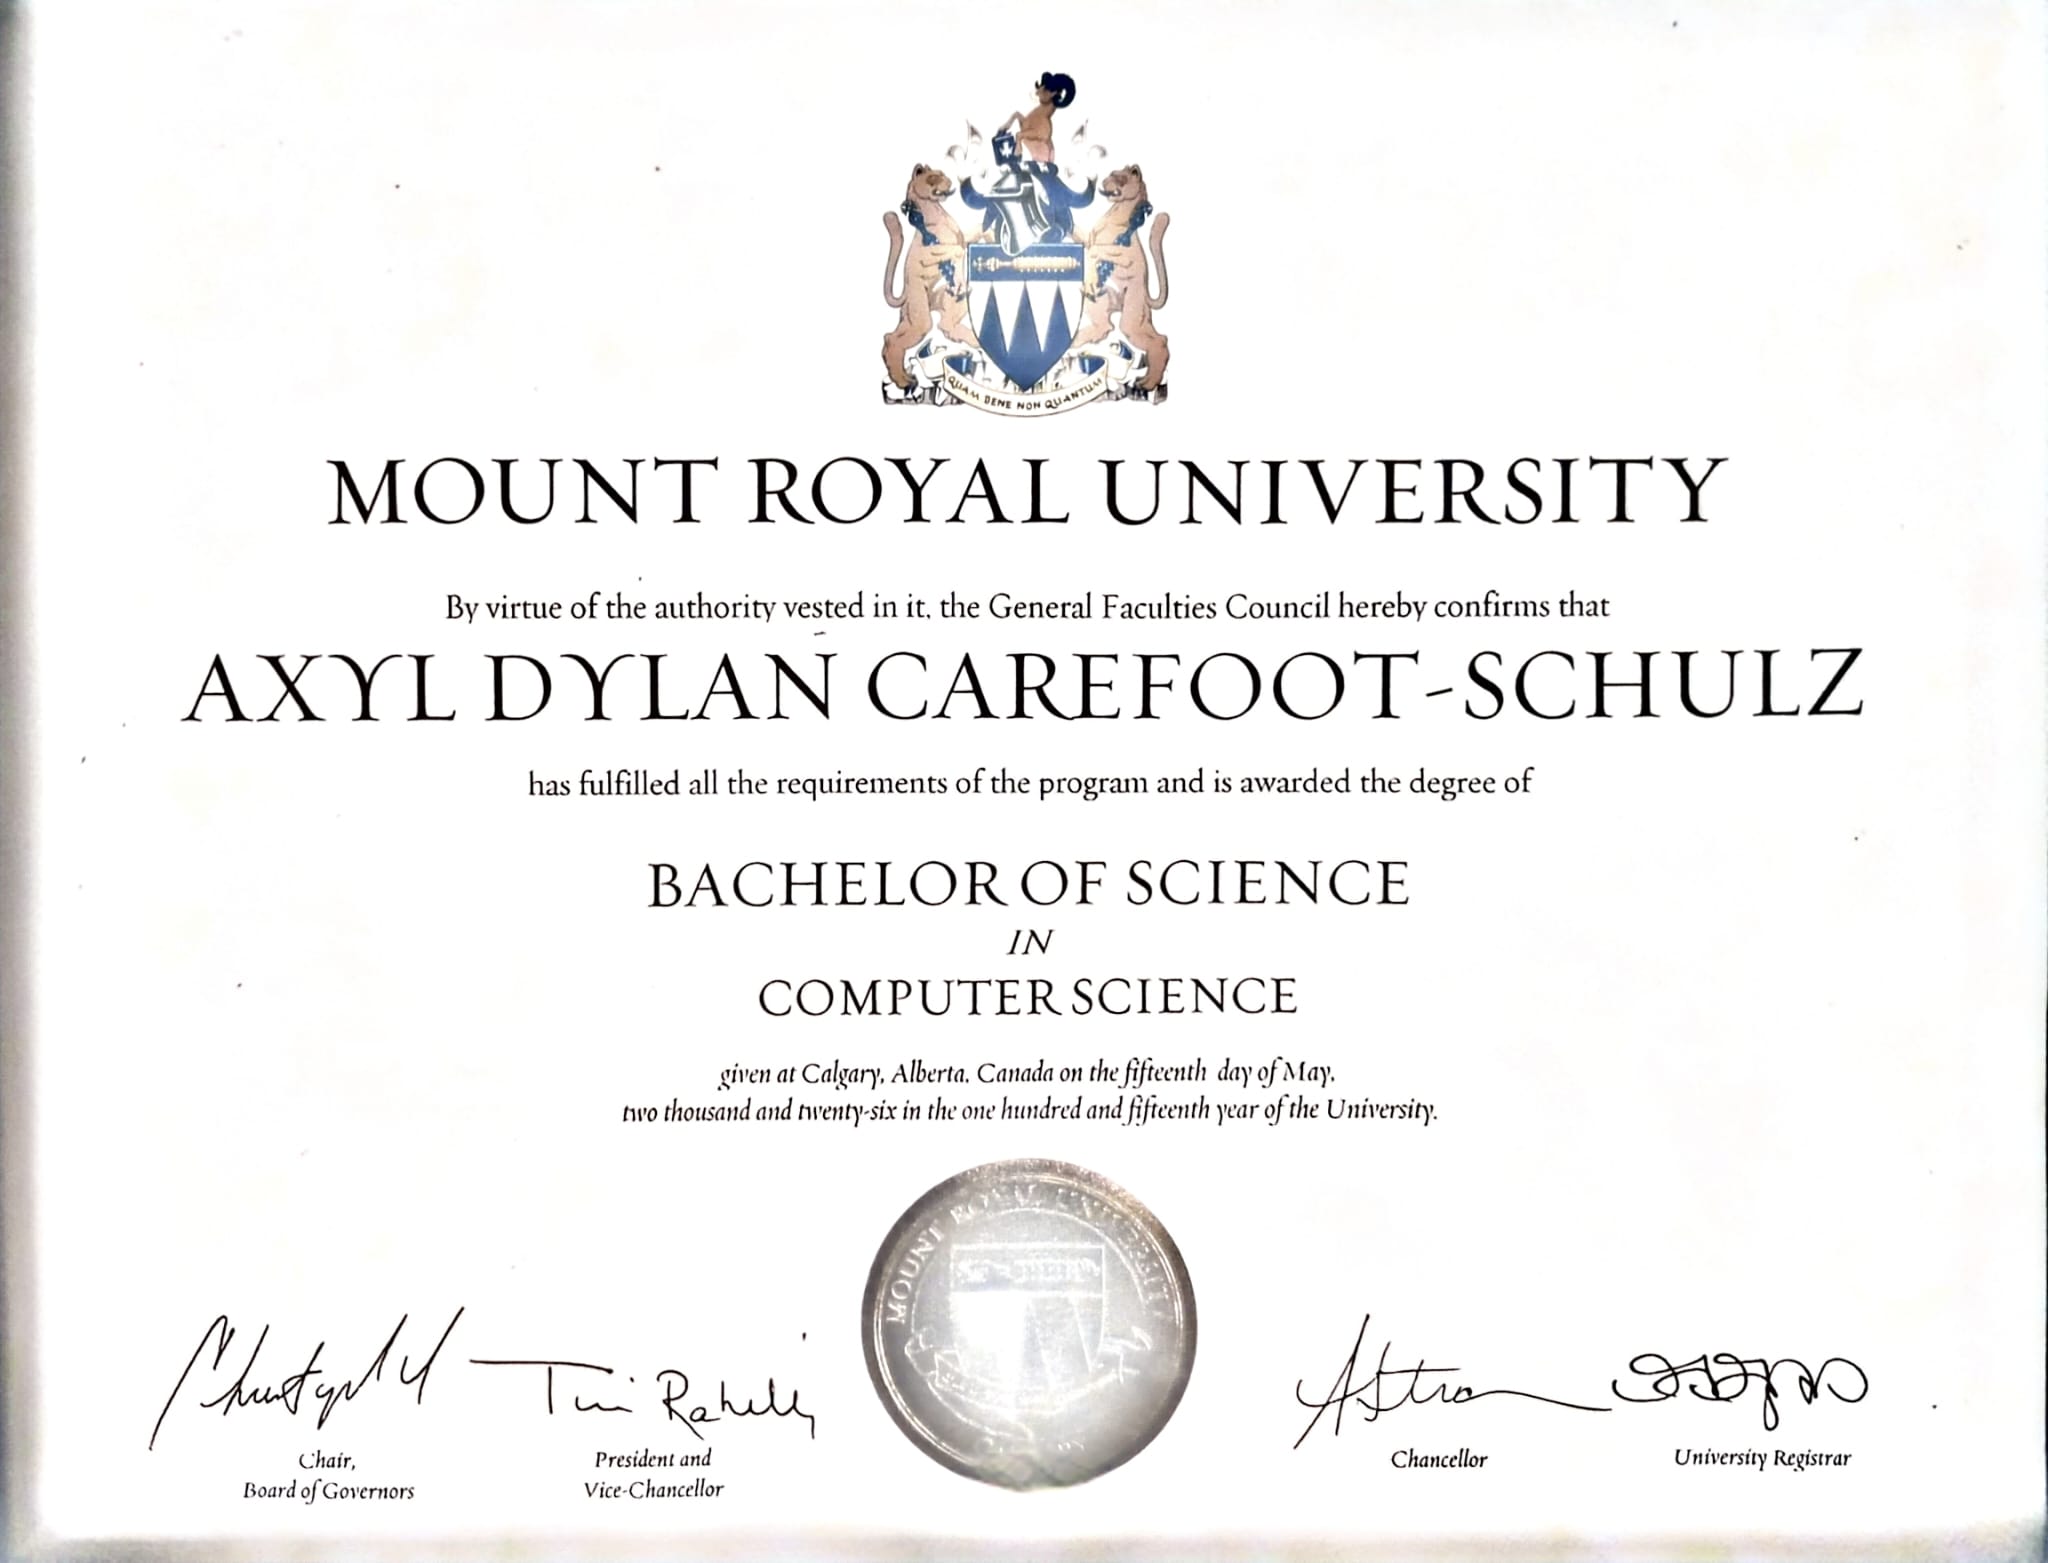 QUAM BENE NON QUANTUM
MOUNT ROYAL UNIVERSITY
By virtue of the authority vested in it, the General Faculties Council hereby confirms that
AXYL DYLAN CAREFOOT-SCHULZ
has fulfilled all the requirements of the program and is awarded the degree of
BACHELOR OF SCIENCE
IN
COMPUTER SCIENCE
given at Calgary, Alberta, Canada on the fifteenth day of May,
two thousand and twenty-six in the one hundred and fifteenth year of the University.
MOUNT ROYAL UNIVERSITY
Tim Rahilly
Chair,
Board of Governors
President and
Vice-Chancellor
Chancellor
University Registrar